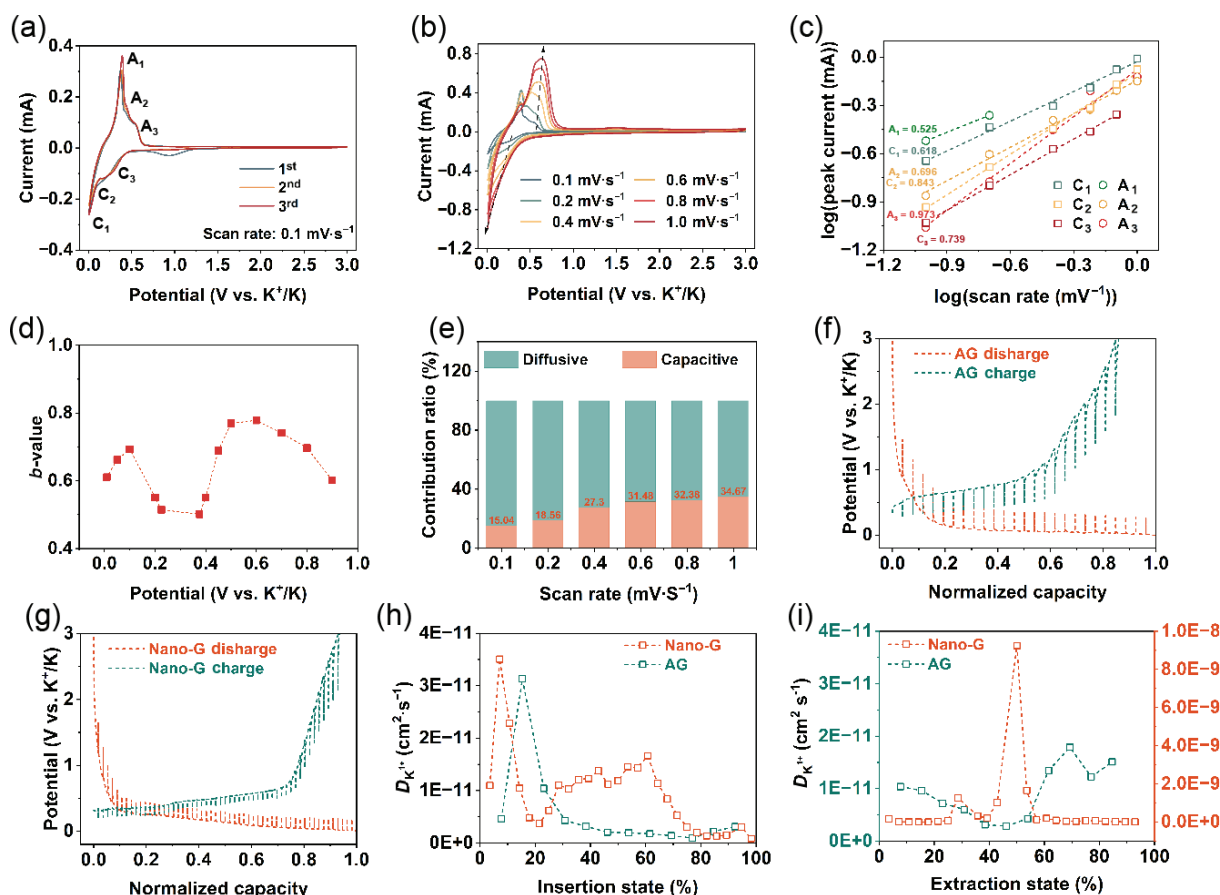 (a)
A₁
A₂
A₃
C₁
C₂
C₃
1ˢᵗ
2ⁿᵈ
3ʳᵈ
Scan rate: 0.1 mV·s⁻¹
0.4
0.2
0.0
−0.2
−0.4
Current (mA)
0.0 0.5 1.0 1.5 2.0 2.5 3.0
Potential (V vs. K⁺/K)
(b)
0.8
0.4
0.0
−0.4
−0.8
−1.2
Current (mA)
0.1 mV·s⁻¹
0.2 mV·s⁻¹
0.4 mV·s⁻¹
0.6 mV·s⁻¹
0.8 mV·s⁻¹
1.0 mV·s⁻¹
0.0 0.5 1.0 1.5 2.0 2.5 3.0
Potential (V vs. K⁺/K)
(c)
−0.0
−0.3
−0.6
−0.9
−1.2
log(peak current (mA))
A₁ = 0.525
C₁ = 0.618
A₂ = 0.696
C₂ = 0.843
A₃ = 0.973
C₃ = 0.739
C₁ A₁
C₂ A₂
C₃ A₃
−1.2 −0.9 −0.6 −0.3 0.0
log(scan rate (mV⁻¹))
(d)
1.0
0.8
0.6
0.4
b-value
0.0 0.2 0.4 0.6 0.8 1.0
Potential (V vs. K⁺/K)
(e)
Diffusive Capacitive
120
80
40
0
Contribution ratio (%)
15.04 18.56 27.3 31.48 32.38 34.67
0.1 0.2 0.4 0.6 0.8 1
Scan rate (mV·S⁻¹)
(f)
AG disharge
AG charge
3
2
1
0
Potential (V vs. K⁺/K)
0.0 0.2 0.4 0.6 0.8 1.0
Normalized capacity
(g)
Nano-G disharge
Nano-G charge
3
2
1
0
Potential (V vs. K⁺/K)
0.0 0.2 0.4 0.6 0.8 1.0
Normalized capacity
(h)
Nano-G
AG
4E−11
3E−11
2E−11
1E−11
0E+0
D_K¹⁺ (cm²·s⁻¹)
0 20 40 60 80 100
Insertion state (%)
(i)
Nano-G
AG
4E−11
3E−11
2E−11
1E−11
0E+0
D_K¹⁺ (cm² s⁻¹)
1.0E−8
8.0E−9
6.0E−9
4.0E−9
2.0E−9
0.0E+0
0 20 40 60 80 100
Extraction state (%)